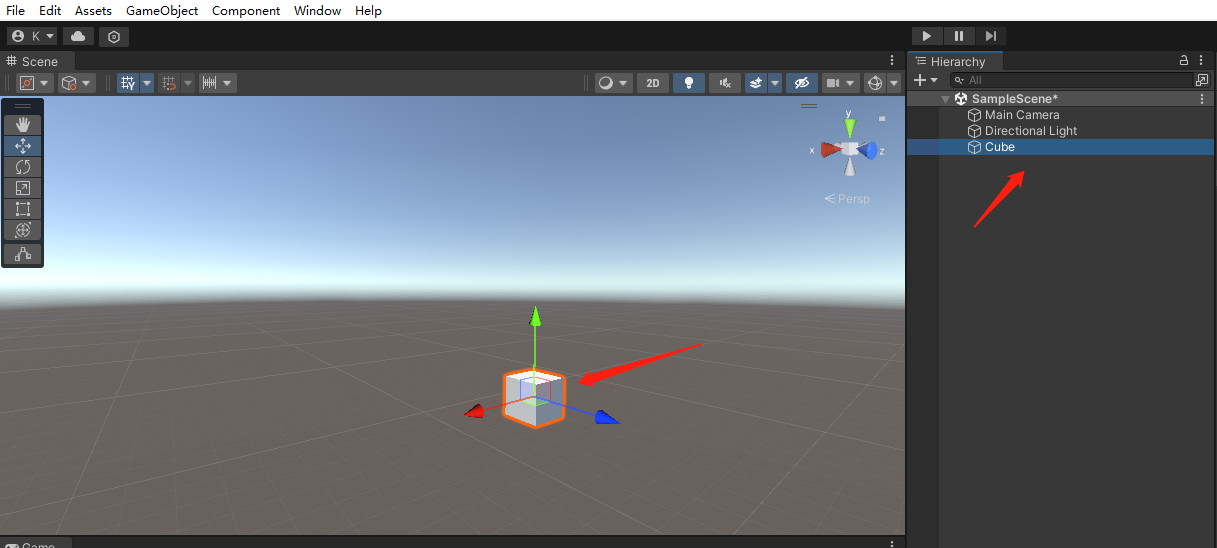 File Edit Assets GameObject Component Window Help
K
Scene
Hierarchy
2D
All
SampleScene*
Main Camera
Directional Light
Cube
y
x
z
Persp
Game